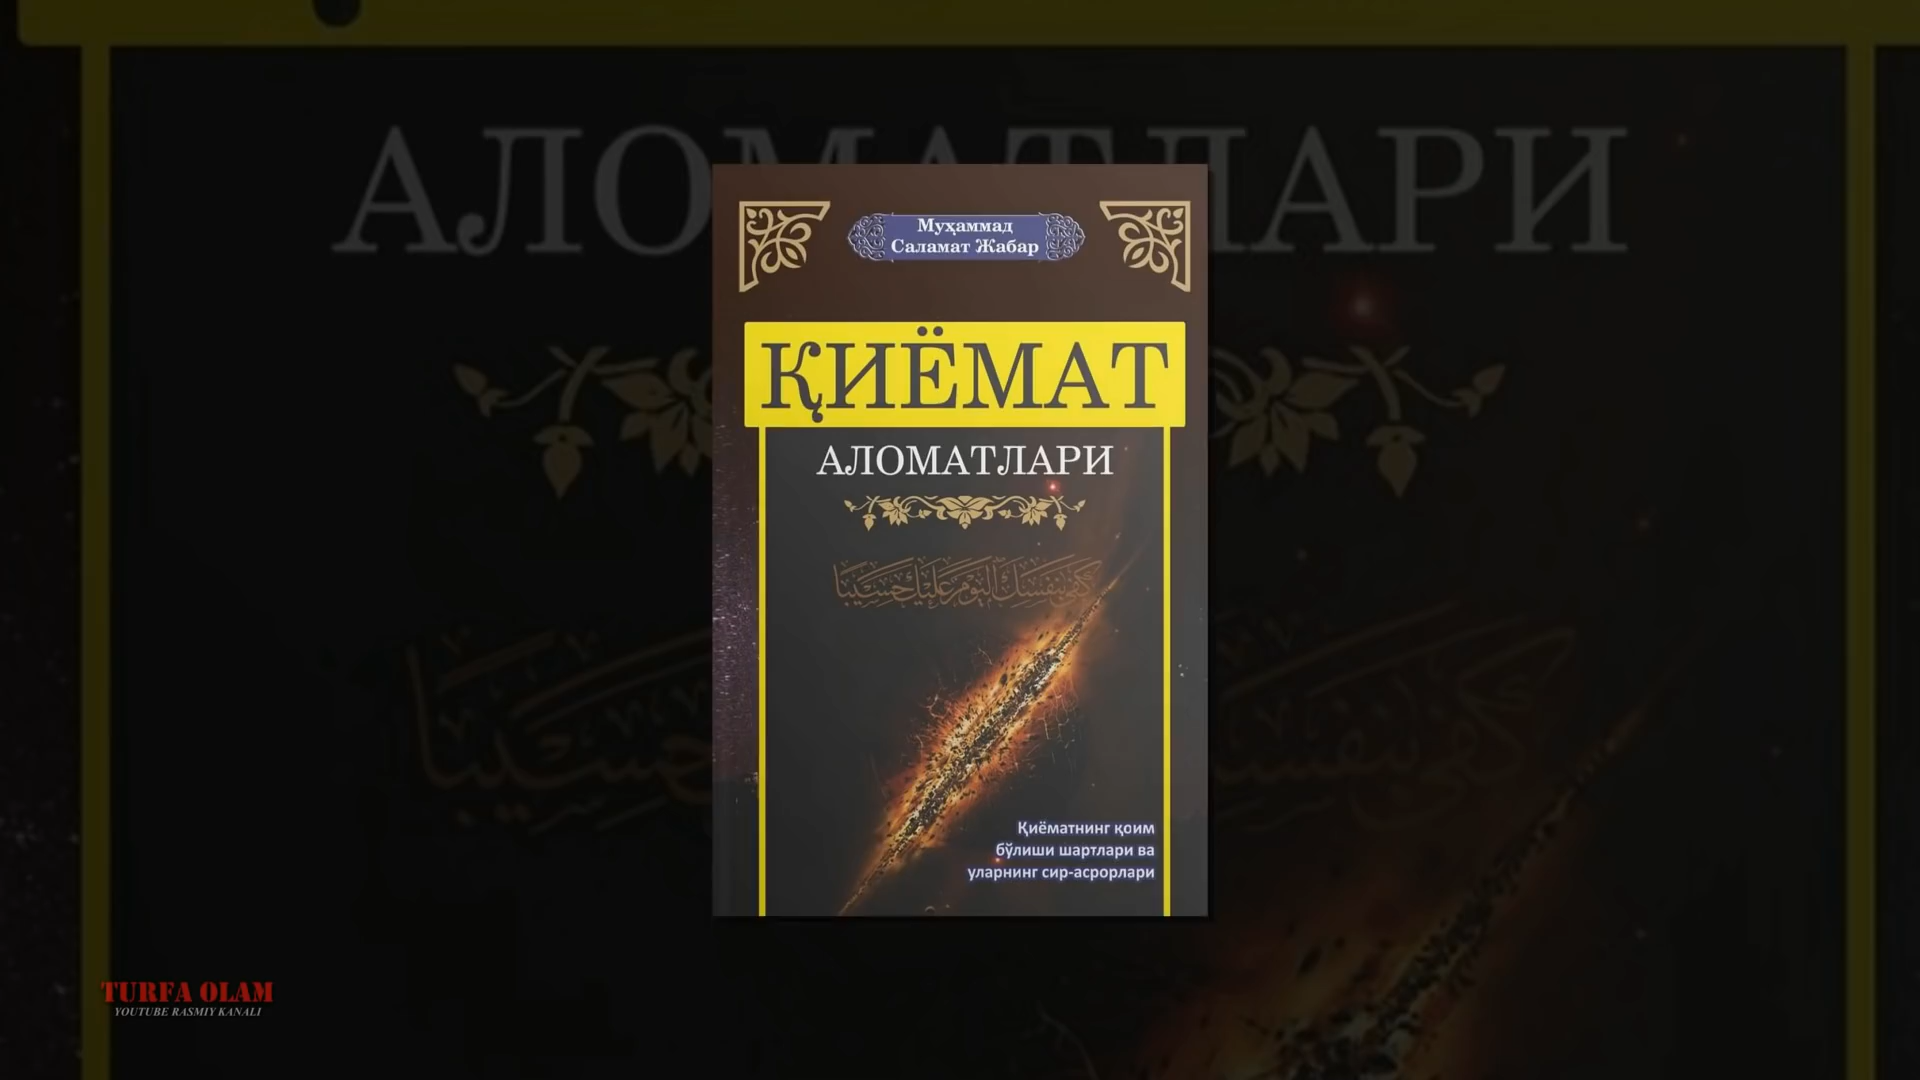 АЛОМАТЛАРИ
Муҳаммад
Саламат Жабар
ҚИЁМАТ
АЛОМАТЛАРИ
كفى بنفسك اليوم عليك حسيبا
Қиёматнинг қоим
бўлиши шартлари ва
уларнинг сир-асрорлари
TURFA OLAM
YOUTUBE RASMIY KANALI